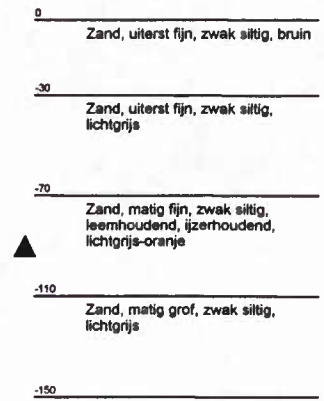 0
Zand, uiterst fijn, zwak siltig, bruin
-30
Zand, uiterst fijn, zwak siltig,
lichtgrijs
-70
Zand, matig fijn, zwak siltig,
leemhoudend, ijzerhoudend,
lichtgrijs-oranje
-110
Zand, matig grof, zwak siltig,
lichtgrijs
-150